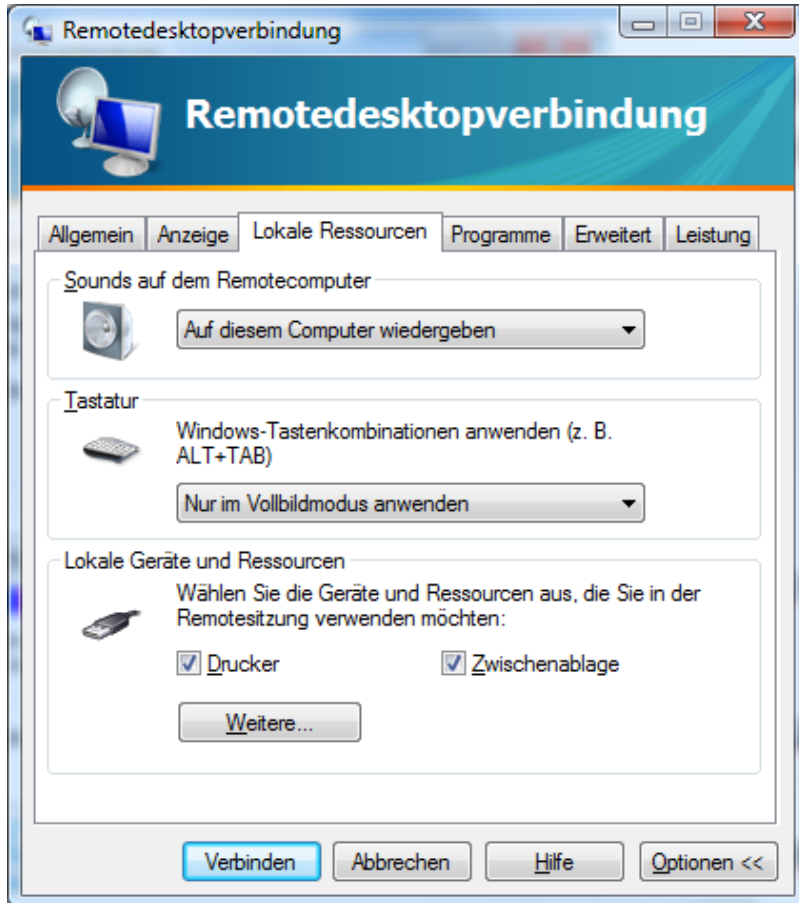 Remotedesktopverbindung
Remotedesktopverbindung
Allgemein Anzeige Lokale Ressourcen Programme Erweitert Leistung
Sounds auf dem Remotecomputer
Auf diesem Computer wiedergeben
Tastatur
Windows-Tastenkombinationen anwenden (z. B.
ALT+TAB)
Nur im Vollbildmodus anwenden
Lokale Geräte und Ressourcen
Wählen Sie die Geräte und Ressourcen aus, die Sie in der
Remotesitzung verwenden möchten:
Drucker Zwischenablage
Weitere...
Verbinden Abbrechen Hilfe Optionen <<